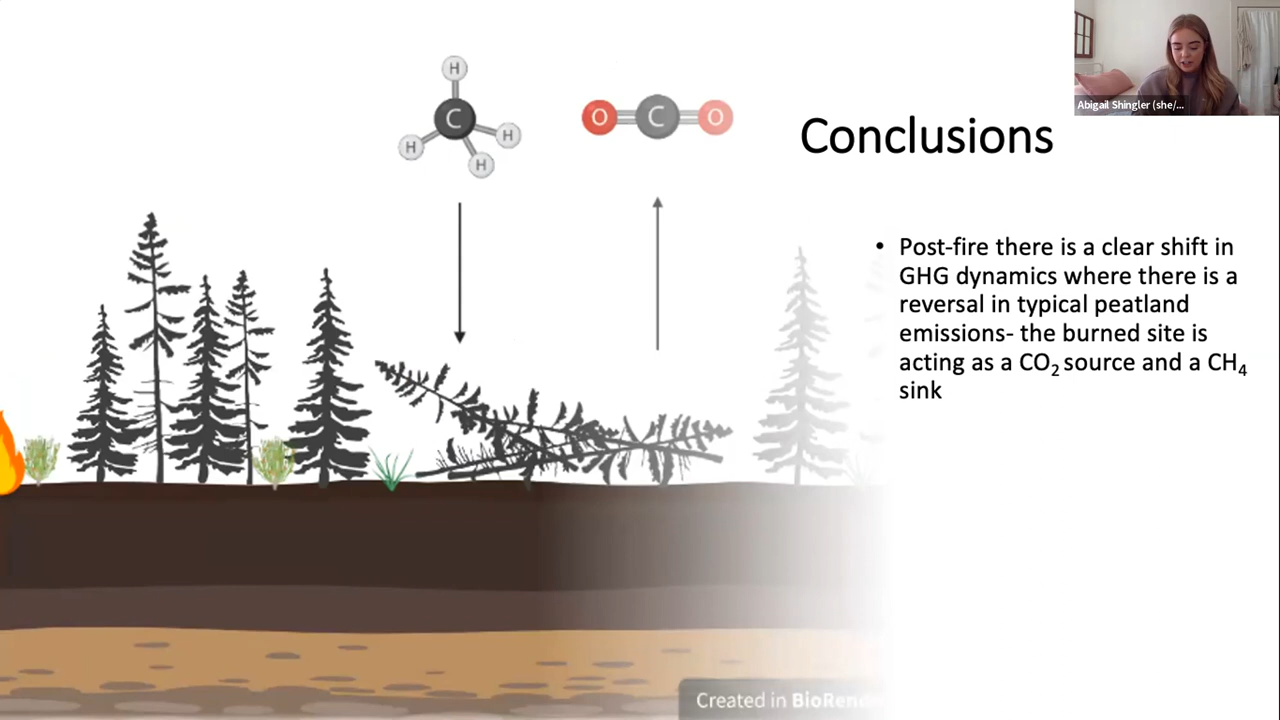 H
C
H
H
H
O
C
O
Abigail Shingler (she/...
Conclusions
• Post-fire there is a clear shift in
GHG dynamics where there is a
reversal in typical peatland
emissions- the burned site is
acting as a CO₂ source and a CH₄
sink
Created in BioRen